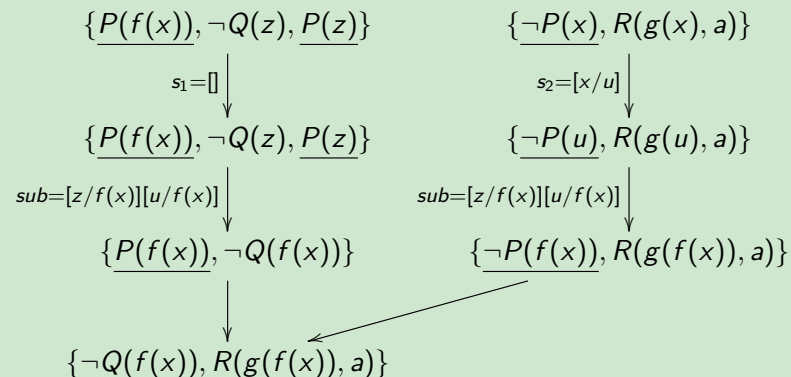 {P(f(x)), ¬Q(z), P(z)} {¬P(x), R(g(x), a)}
s₁=[] s₂=[x/u]
{P(f(x)), ¬Q(z), P(z)} {¬P(u), R(g(u), a)}
sub=[z/f(x)][u/f(x)] sub=[z/f(x)][u/f(x)]
{P(f(x)), ¬Q(f(x))} {¬P(f(x)), R(g(f(x)), a)}
{¬Q(f(x)), R(g(f(x)), a)}